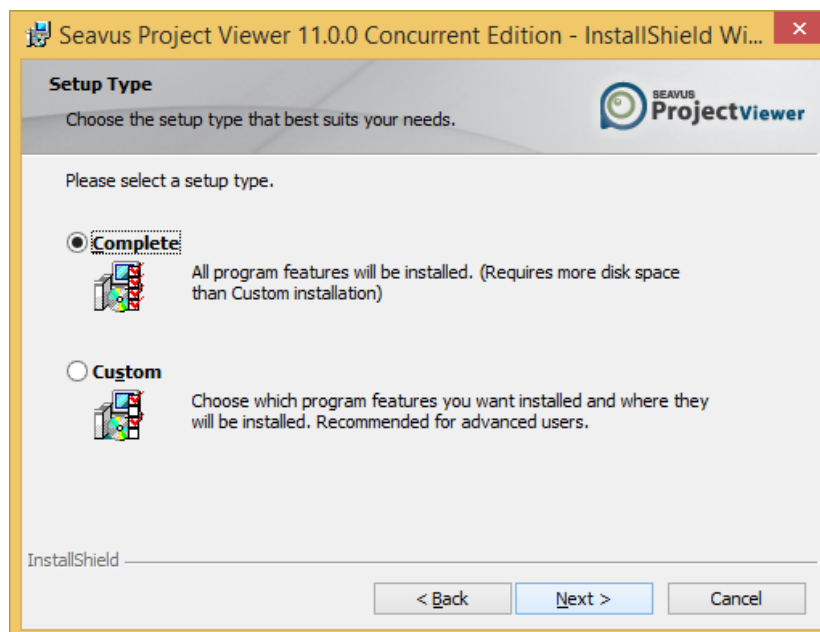 Seavus Project Viewer 11.0.0 Concurrent Edition - InstallShield Wi...
Setup Type
Choose the setup type that best suits your needs.
SEAVUS
ProjectViewer
Please select a setup type.
Complete
All program features will be installed. (Requires more disk space
than Custom installation)
Custom
Choose which program features you want installed and where they
will be installed. Recommended for advanced users.
InstallShield
< Back
Next >
Cancel